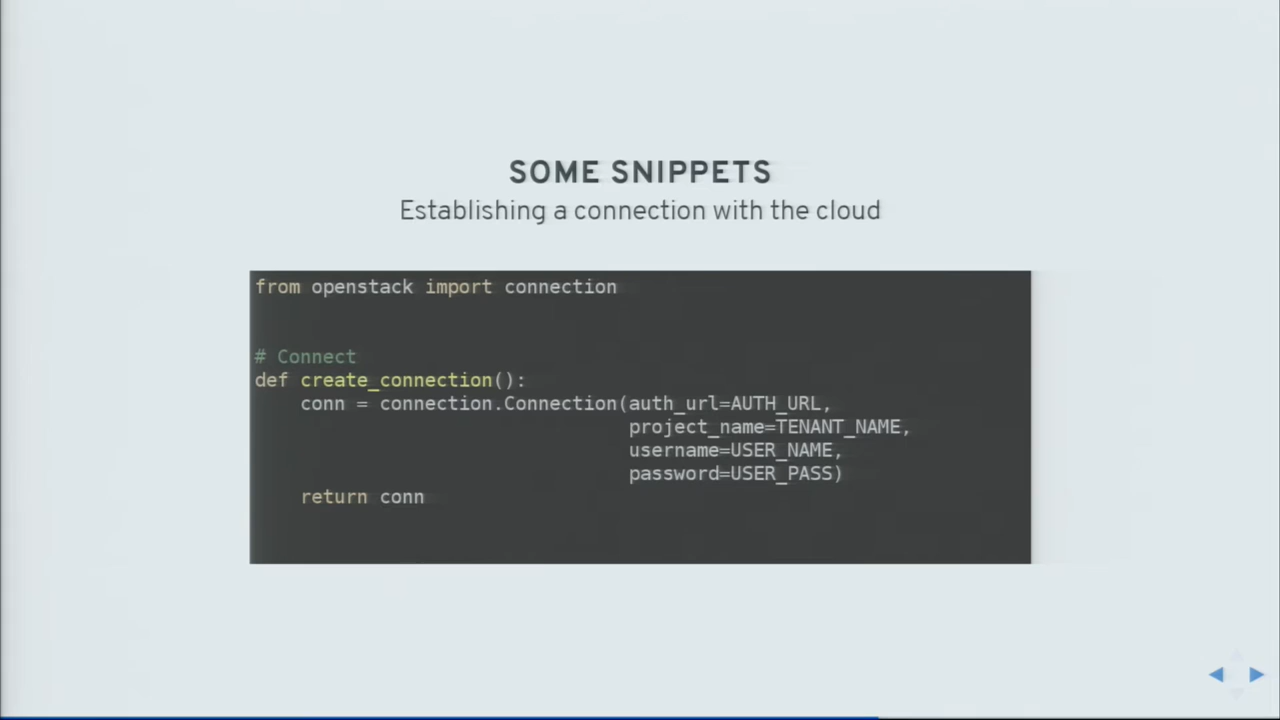 SOME SNIPPETS
Establishing a connection with the cloud
from openstack import connection
# Connect
def create_connection():
    conn = connection.Connection(auth_url=AUTH_URL,
                                 project_name=TENANT_NAME,
                                 username=USER_NAME,
                                 password=USER_PASS)
    return conn